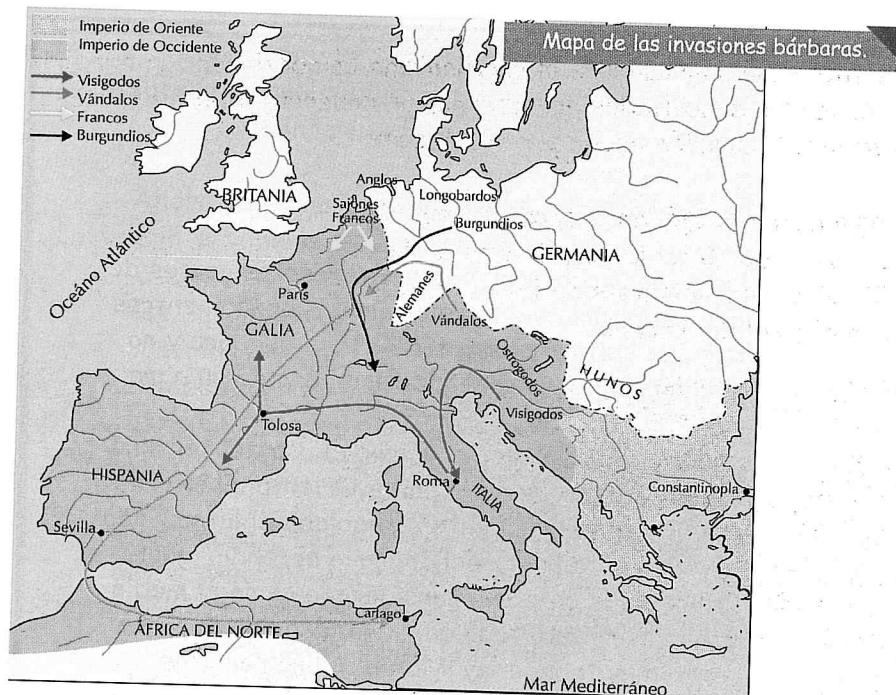 Mapa de las invasiones bárbaras.
Imperio de Oriente
Imperio de Occidente
Visigodos
Vándalos
Francos
Burgundios
BRITANIA
Océano Atlántico
Anglos
Sajones
Francos
Longobardos
Burgundios
GERMANIA
París
Alemanes
GALIA
Vándalos
Ostrogodos
HUNOS
Visigodos
Tolosa
HISPANIA
Roma
ITALIA
Constantinopla
Sevilla
Cartago
ÁFRICA DEL NORTE
Mar Mediterráneo